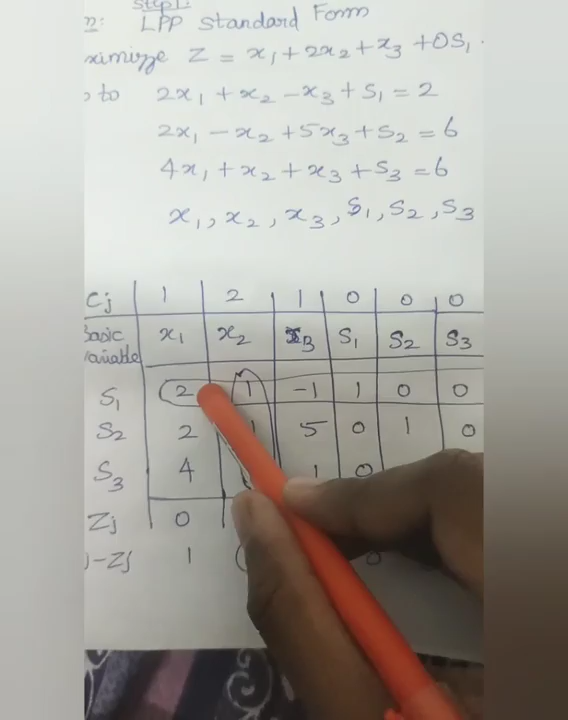 Step1:
n: LPP Standard Form
ximize Z = x₁ + 2x₂ + x₃ + 0S₁
to 2x₁ + x₂ - x₃ + S₁ = 2
2x₁ - x₂ + 5x₃ + S₂ = 6
4x₁ + x₂ + x₃ + S₃ = 6
x₁, x₂, x₃, S₁, S₂, S₃
Cj 1 2 1 0 0 0
Basic variable x₁ x₂ x₃ S₁ S₂ S₃
S₁ 2 1 -1 1 0 0
S₂ 2 1 5 0 1 0
S₃ 4 1 0
Zj 0
-Zj 1 0